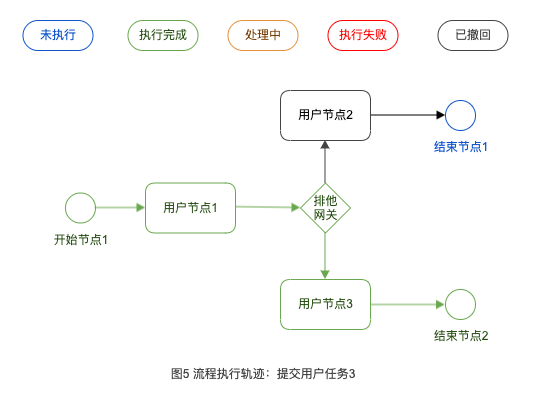 未执行
执行完成
处理中
执行失败
已撤回
用户节点2
结束节点1
用户节点1
排他
网关
开始节点1
用户节点3
结束节点2
图5 流程执行轨迹：提交用户任务3